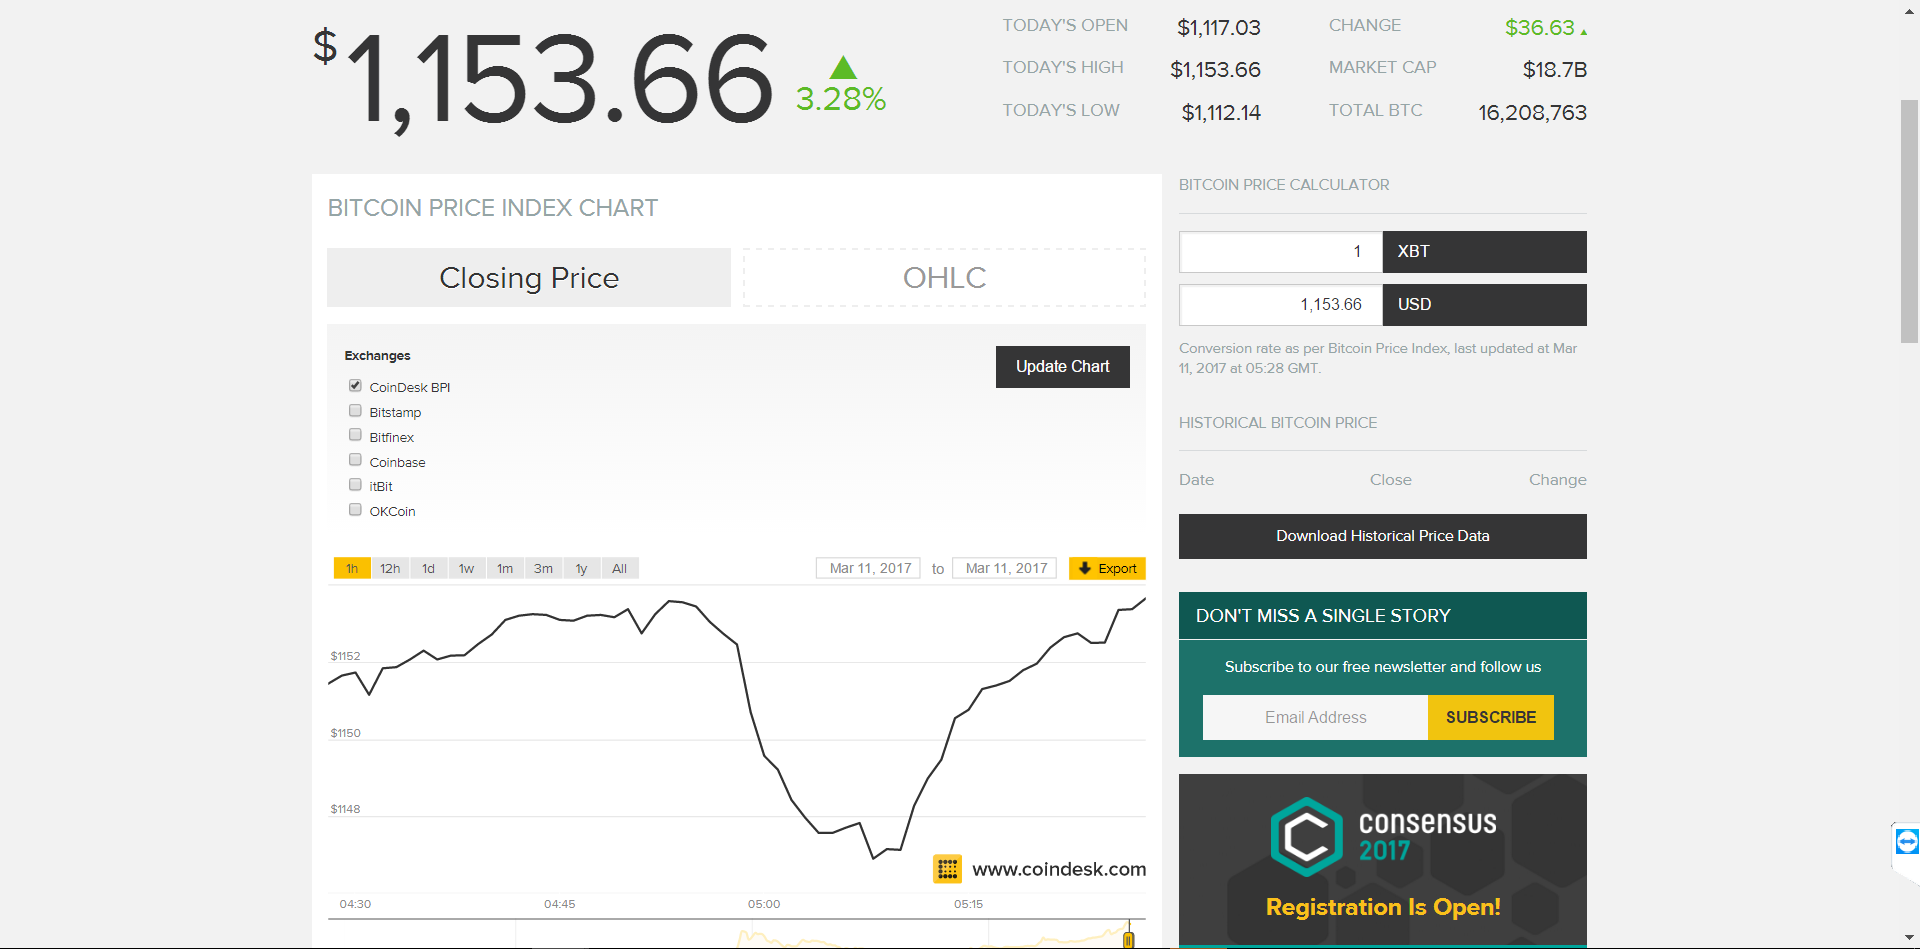 $1,153.66
3.28%
TODAY'S OPEN $1,117.03 CHANGE $36.63
TODAY'S HIGH $1,153.66 MARKET CAP $18.7B
TODAY'S LOW $1,112.14 TOTAL BTC 16,208,763
BITCOIN PRICE INDEX CHART
Closing Price
OHLC
Exchanges
CoinDesk BPI
Bitstamp
Bitfinex
Coinbase
itBit
OKCoin
Update Chart
1h 12h 1d 1w 1m 3m 1y All
Mar 11, 2017 to Mar 11, 2017
Export
$1152
$1150
$1148
www.coindesk.com
04:30 04:45 05:00 05:15
BITCOIN PRICE CALCULATOR
1 XBT
1,153.66 USD
Conversion rate as per Bitcoin Price Index, last updated at Mar
11, 2017 at 05:28 GMT.
HISTORICAL BITCOIN PRICE
Date Close Change
Download Historical Price Data
DON'T MISS A SINGLE STORY
Subscribe to our free newsletter and follow us
Email Address SUBSCRIBE
consensus
2017
Registration Is Open!